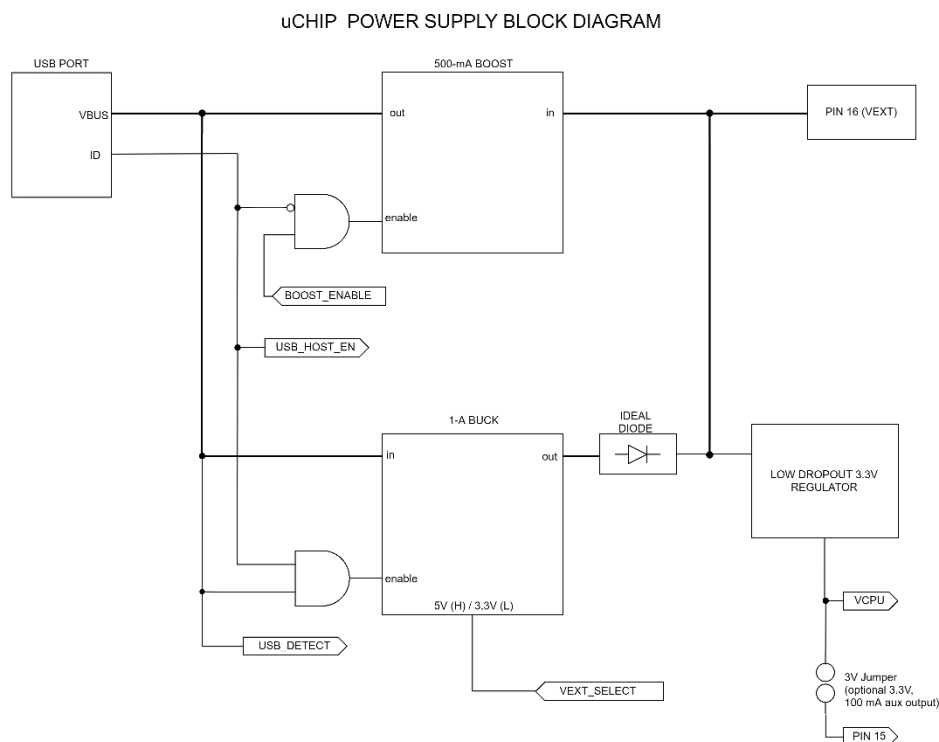 uCHIP POWER SUPPLY BLOCK DIAGRAM
USB PORT
500-mA BOOST
VBUS
out
in
PIN 16 (VEXT)
ID
enable
BOOST_ENABLE
USB_HOST_EN
1-A BUCK
IDEAL
DIODE
in
out
LOW DROPOUT 3.3V
REGULATOR
enable
5V (H) / 3.3V (L)
VCPU
USB_DETECT
VEXT_SELECT
3V Jumper
(optional 3.3V,
100 mA aux output)
PIN 15